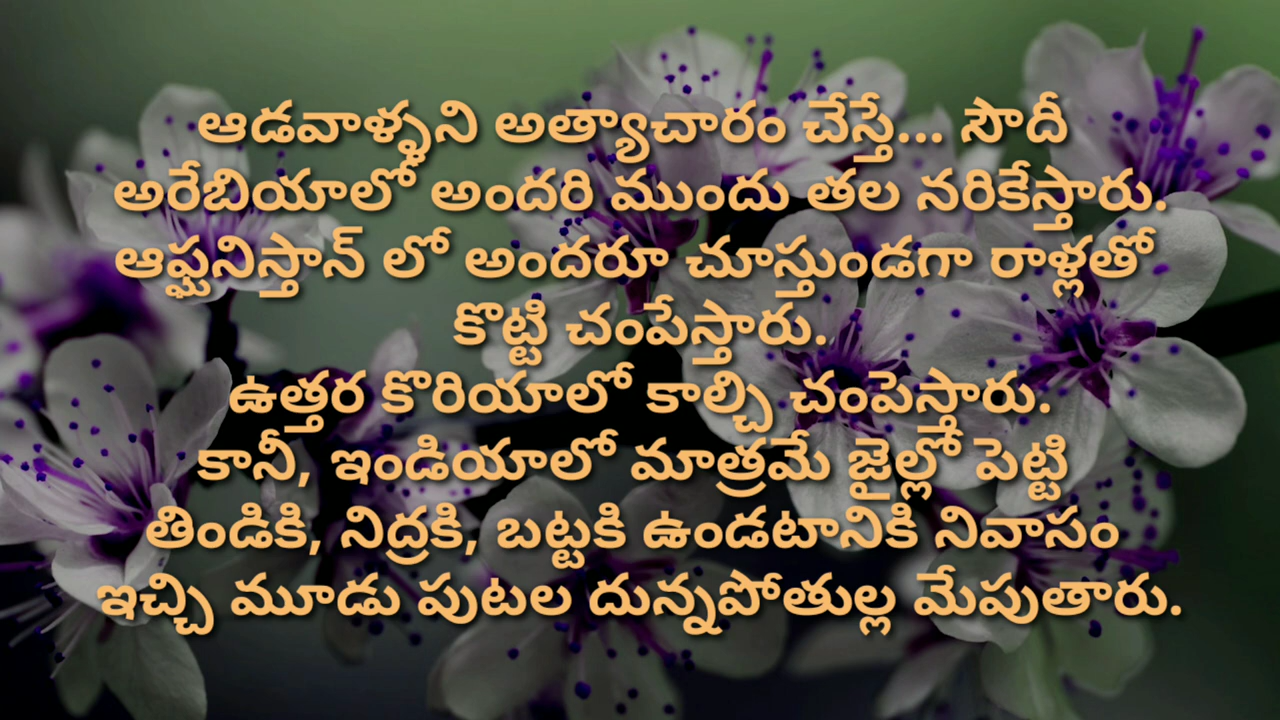 ఆడవాళ్ళని అత్యాచారం చేస్తే... సౌదీ
అరేబియాలో అందరి ముందు తల నరికేస్తారు.
ఆఫ్ఘనిస్తాన్ లో అందరూ చూస్తుండగా రాళ్లతో
కొట్టి చంపేస్తారు.
ఉత్తర కొరియాలో కాల్చి చంపెస్తారు.
కానీ, ఇండియాలో మాత్రమే జైల్లో పెట్టి
తిండికి, నిద్రకి, బట్టకి ఉండటానికి నివాసం
ఇచ్చి మూడు పుటల దున్నపోతుల్ల మేపుతారు.